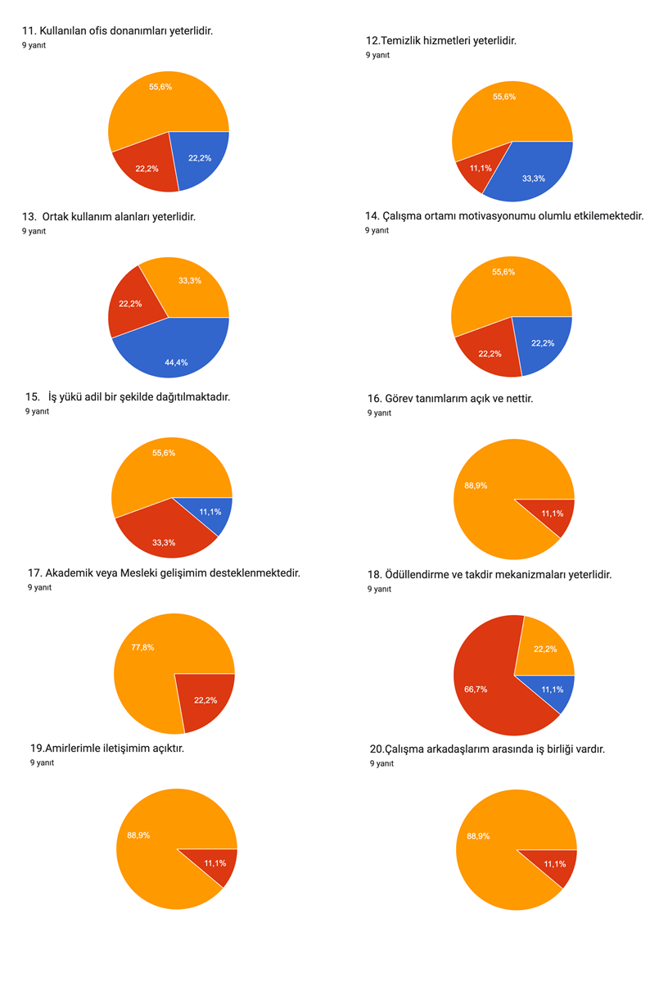 11. Kullanılan ofis donanımları yeterlidir.
9 yanıt
55,6%
22,2%
22,2%
12.Temizlik hizmetleri yeterlidir.
9 yanıt
55,6%
11,1%
33,3%
13.  Ortak kullanım alanları yeterlidir.
9 yanıt
33,3%
22,2%
44,4%
14. Çalışma ortamı motivasyonumu olumlu etkilemektedir.
9 yanıt
55,6%
22,2%
22,2%
15.   İş yükü adil bir şekilde dağıtılmaktadır.
9 yanıt
55,6%
11,1%
33,3%
16. Görev tanımlarım açık ve nettir.
9 yanıt
88,9%
11,1%
17. Akademik veya Mesleki gelişimim desteklenmektedir.
9 yanıt
77,8%
22,2%
18. Ödüllendirme ve takdir mekanizmaları yeterlidir.
9 yanıt
22,2%
66,7%
11,1%
19.Amirlerimle iletişimim açıktır.
9 yanıt
88,9%
11,1%
20.Çalışma arkadaşlarım arasında iş birliği vardır.
9 yanıt
88,9%
11,1%